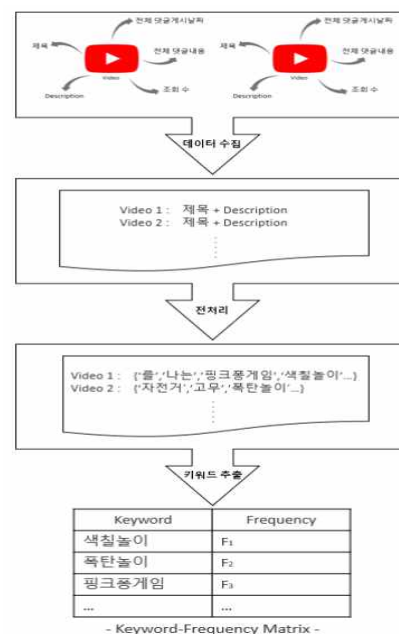 전체 댓글게시날짜 전체 댓글게시날짜
제목 전체 댓글내용 제목 전체 댓글내용
Video Video
Description 조회 수 Description 조회 수
데이터 수집
Video 1 : 제목 + Description
Video 2 : 제목 + Description
전처리
Video 1 : {'를','나는','핑크퐁게임','색칠놀이'...}
Video 2 : {'자전거','고무','폭탄놀이'...}
키워드 추출
Keyword Frequency
색칠놀이 F₁
폭탄놀이 F₂
핑크퐁게임 F₃
... ...
- Keyword-Frequency Matrix -